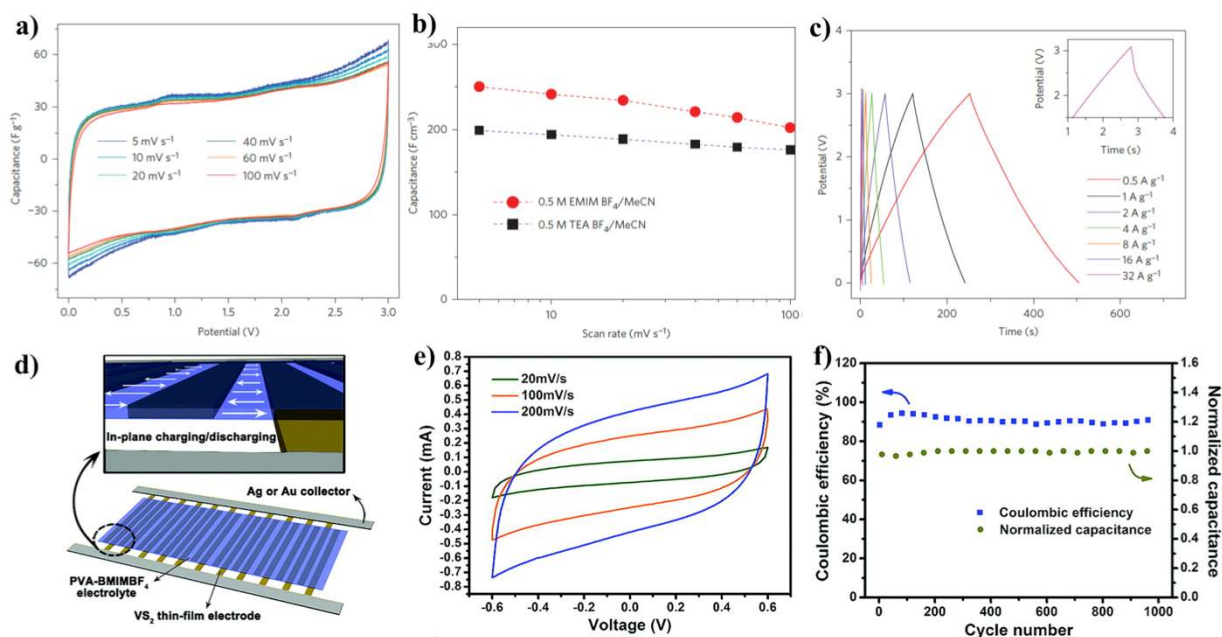 a)
Capacitance (F g⁻¹)
60
30
0
−30
−60
5 mV s⁻¹
40 mV s⁻¹
10 mV s⁻¹
60 mV s⁻¹
20 mV s⁻¹
100 mV s⁻¹
0.0 0.5 1.0 1.5 2.0 2.5 3.0
Potential (V)
b)
Capacitance (F cm⁻³)
300
200
100
0
0.5 M EMIM BF₄/MeCN
0.5 M TEA BF₄/MeCN
10 100
Scan rate (mV s⁻¹)
c)
Potential (V)
4
3
2
1
0
Potential (V)
3
2
1 2 3 4
Time (s)
0.5 A g⁻¹
1 A g⁻¹
2 A g⁻¹
4 A g⁻¹
8 A g⁻¹
16 A g⁻¹
32 A g⁻¹
0 200 400 600
Time (s)
d)
In-plane charging/discharging
Ag or Au collector
PVA-BMIMBF₄
electrolyte
VS₂ thin-film electrode
e)
Current (mA)
0.8
0.7
0.6
0.5
0.4
0.3
0.2
0.1
0.0
-0.1
-0.2
-0.3
-0.4
-0.5
-0.6
-0.7
-0.8
20mV/s
100mV/s
200mV/s
-0.6 -0.4 -0.2 0.0 0.2 0.4 0.6
Voltage (V)
f)
Coulombic efficiency (%)
120
110
100
90
80
70
60
50
40
30
20
10
0
Coulombic efficiency
Normalized capacitance
0 200 400 600 800 1000
Cycle number
1.6
1.4
1.2
1.0
0.8
0.6
0.4
0.2
0.0
Normalized capacitance